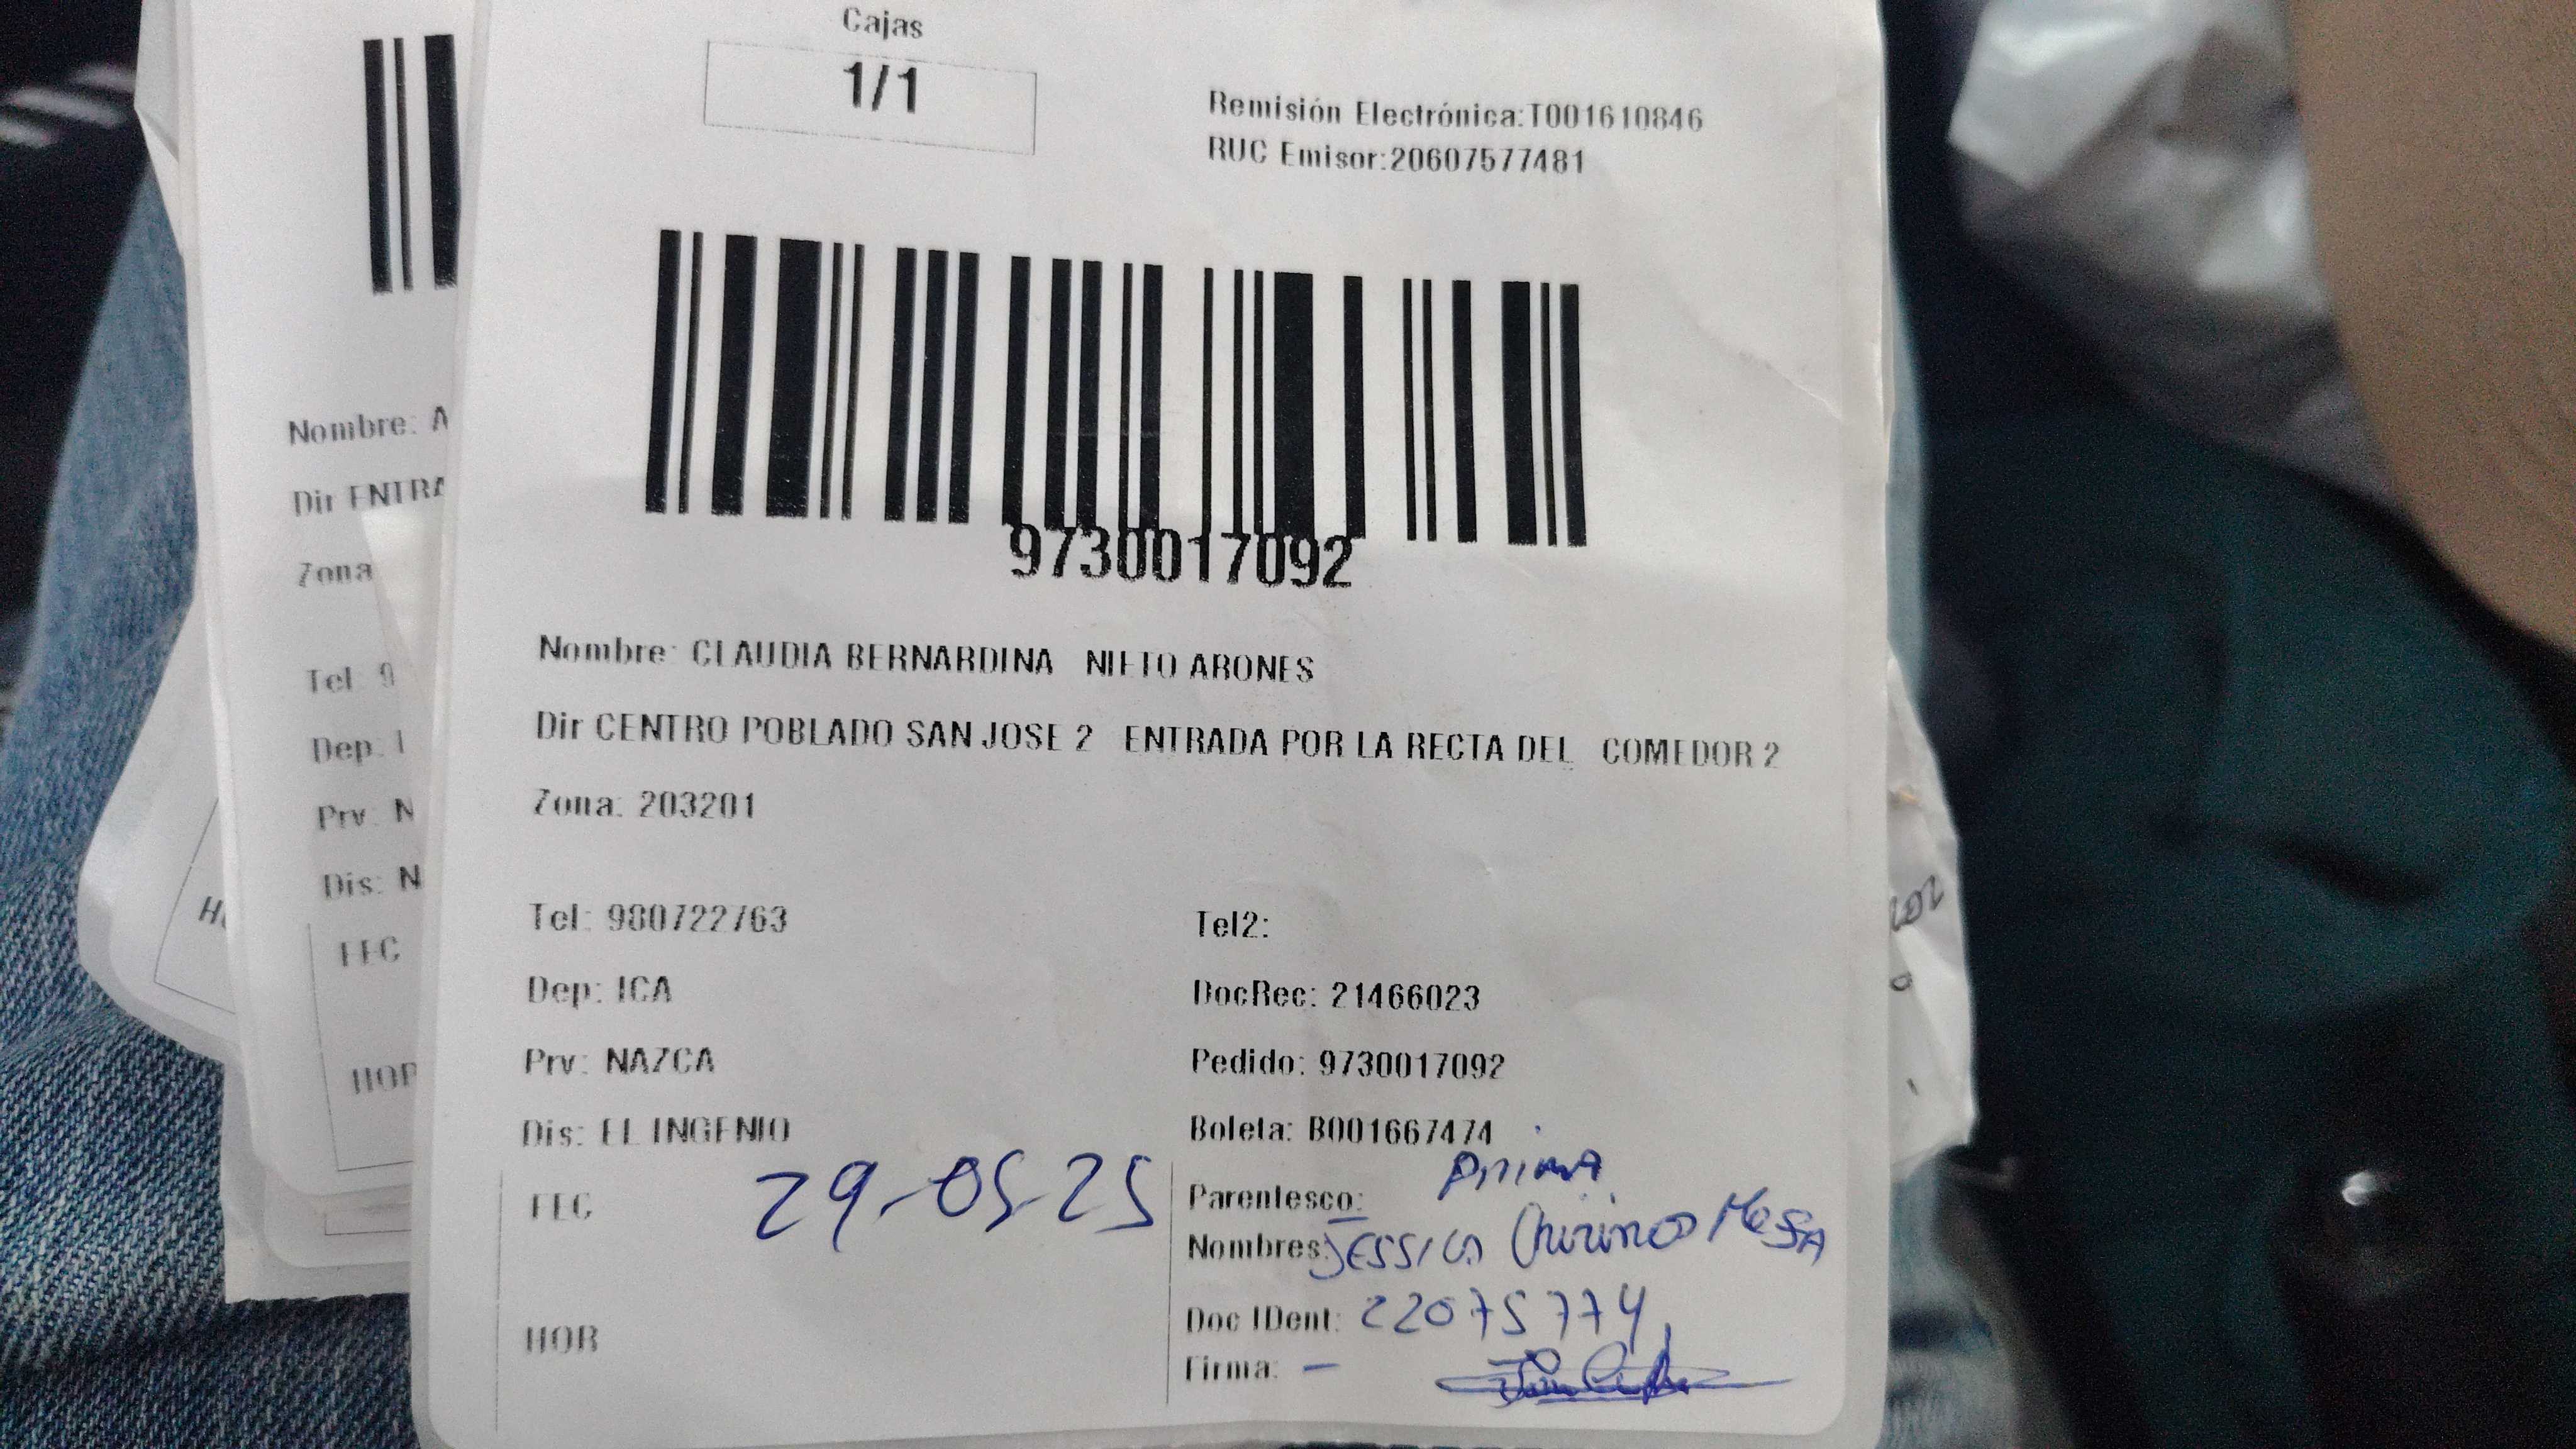 Cajas
1/1
Remisión Electrónica:T001610846
RUC Emisor:20607577481
9730017092
Nombre: CLAUDIA BERNARDINA NIETO ARONES
Dir CENTRO POBLADO SAN JOSE 2 ENTRADA POR LA RECTA DEL COMEDOR 2
Zona: 203201
Tel: 980722763
Tel2:
Dep: ICA
DocRec: 21466023
Prv: NAZCA
Pedido: 9730017092
Dis: EL INGENIO
Boleta: B001667474
FEC 29-05-25
Parentesco: PRIMA
Nombres: JESSICA Chirino MESA
Doc IDent: 22075774
HOR
Firma: -
Nombre: A
Dir ENTRA
Zona
Tel: 9
Dep: I
Prv: N
Dis: N
FEC
HOR